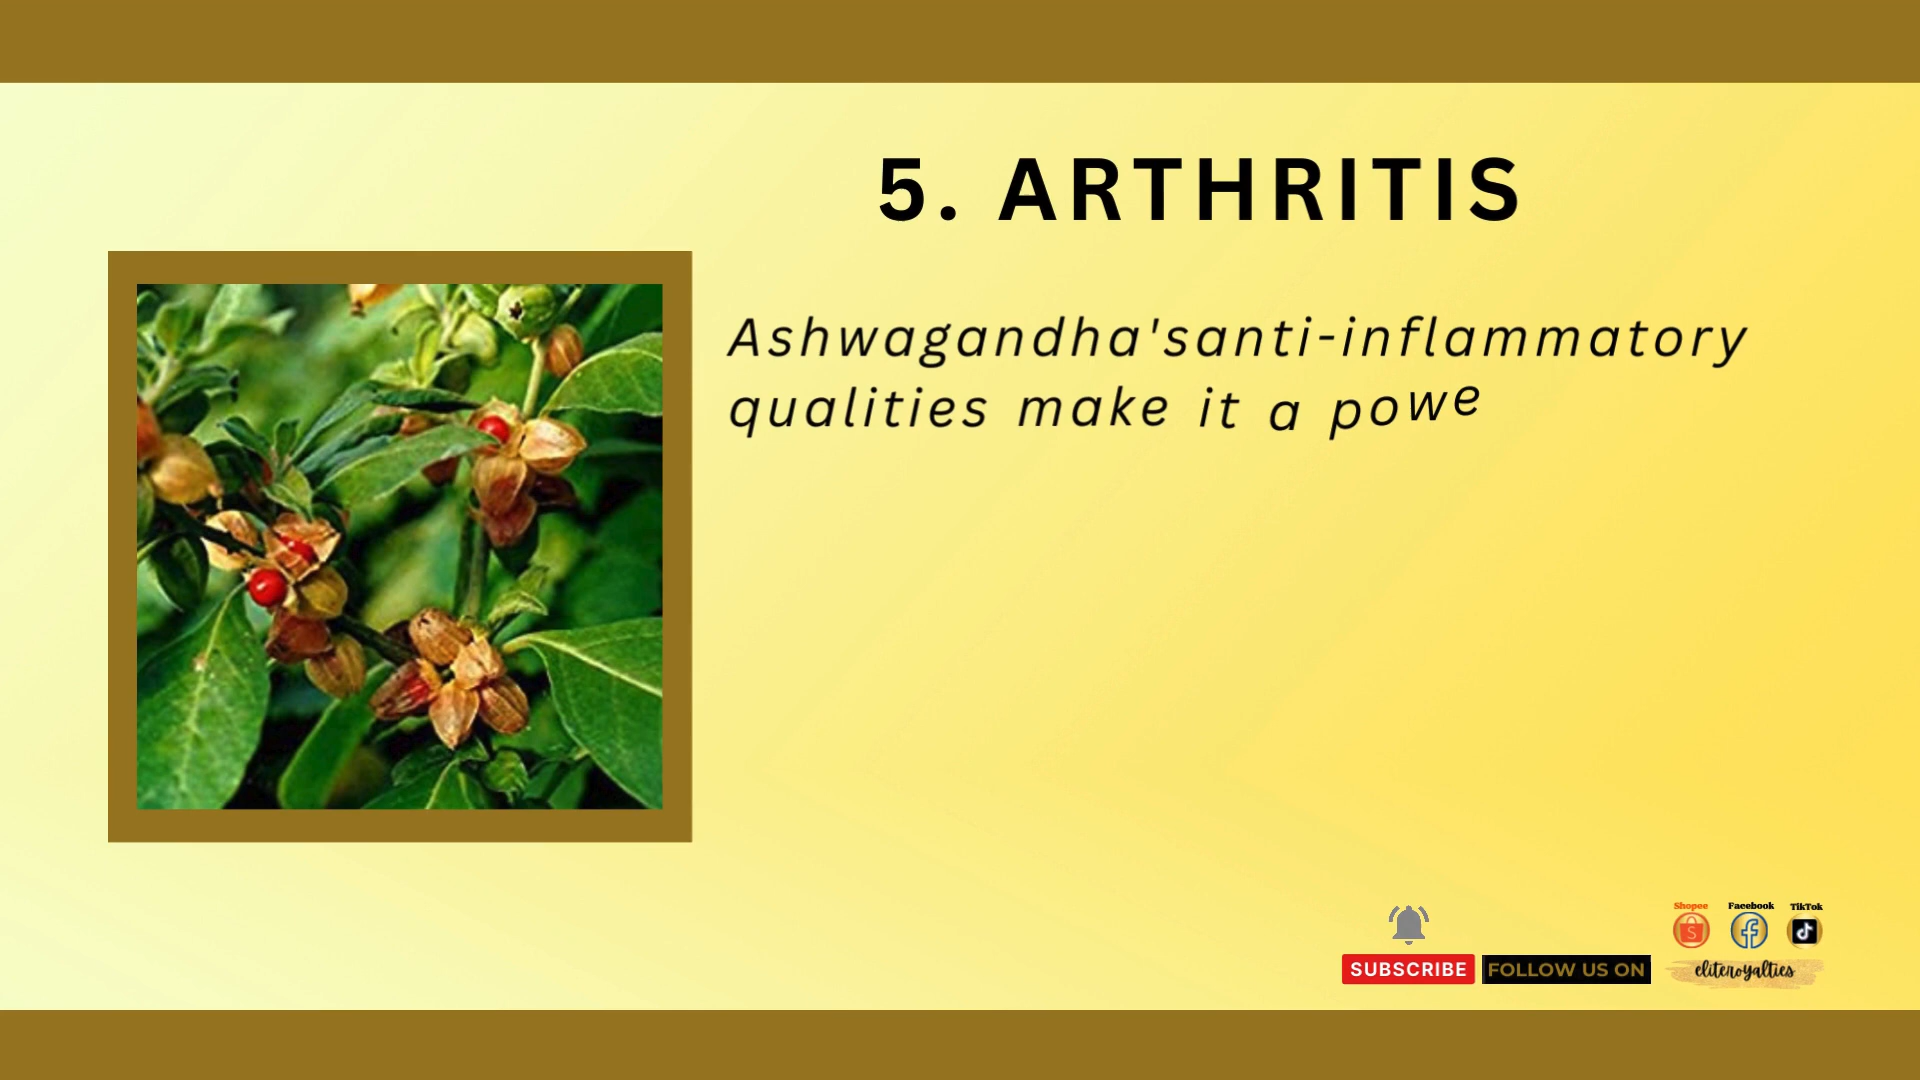 5. ARTHRITIS
Ashwagandha'santi-inflammatory
qualities make it a powe
Shopee Facebook TikTok
SUBSCRIBE FOLLOW US ON eliteroyalties